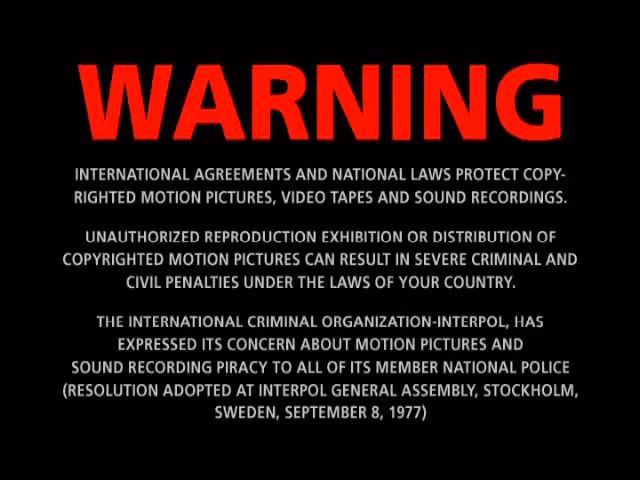 WARNING
INTERNATIONAL AGREEMENTS AND NATIONAL LAWS PROTECT COPY-
RIGHTED MOTION PICTURES, VIDEO TAPES AND SOUND RECORDINGS.
UNAUTHORIZED REPRODUCTION EXHIBITION OR DISTRIBUTION OF
COPYRIGHTED MOTION PICTURES CAN RESULT IN SEVERE CRIMINAL AND
CIVIL PENALTIES UNDER THE LAWS OF YOUR COUNTRY.
THE INTERNATIONAL CRIMINAL ORGANIZATION-INTERPOL, HAS
EXPRESSED ITS CONCERN ABOUT MOTION PICTURES AND
SOUND RECORDING PIRACY TO ALL OF ITS MEMBER NATIONAL POLICE
(RESOLUTION ADOPTED AT INTERPOL GENERAL ASSEMBLY, STOCKHOLM,
SWEDEN, SEPTEMBER 8, 1977)